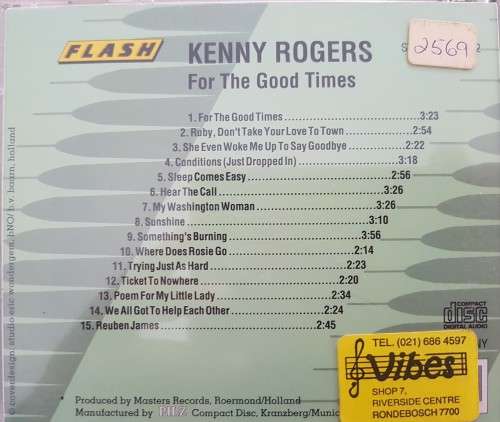 FLASH
KENNY ROGERS
For The Good Times
2569
1. For The Good Times 3:23
2. Ruby, Don't Take Your Love To Town 2:54
3. She Even Woke Me Up To Say Goodbye 2:22
4. Conditions (Just Dropped In) 3:18
5. Sleep Comes Easy 2:56
6. Hear The Call 3:26
7. My Washington Woman 3:26
8. Sunshine 3:10
9. Something's Burning 3:56
10. Where Does Rosie Go 2:14
11. Trying Just As Hard 2:23
12. Ticket To Nowhere 2:20
13. Poem For My Little Lady 2:34
14. We All Got To Help Each Other 2:24
15. Reuben James 2:45
COMPACT
disc
DIGITAL AUDIO
TEL. (021) 686 4597
Vibes
SHOP 7,
RIVERSIDE CENTRE
RONDEBOSCH 7700
Produced by Masters Records, Roermond/Holland
Manufactured by PILZ Compact Disc, Kranzberg/Munic